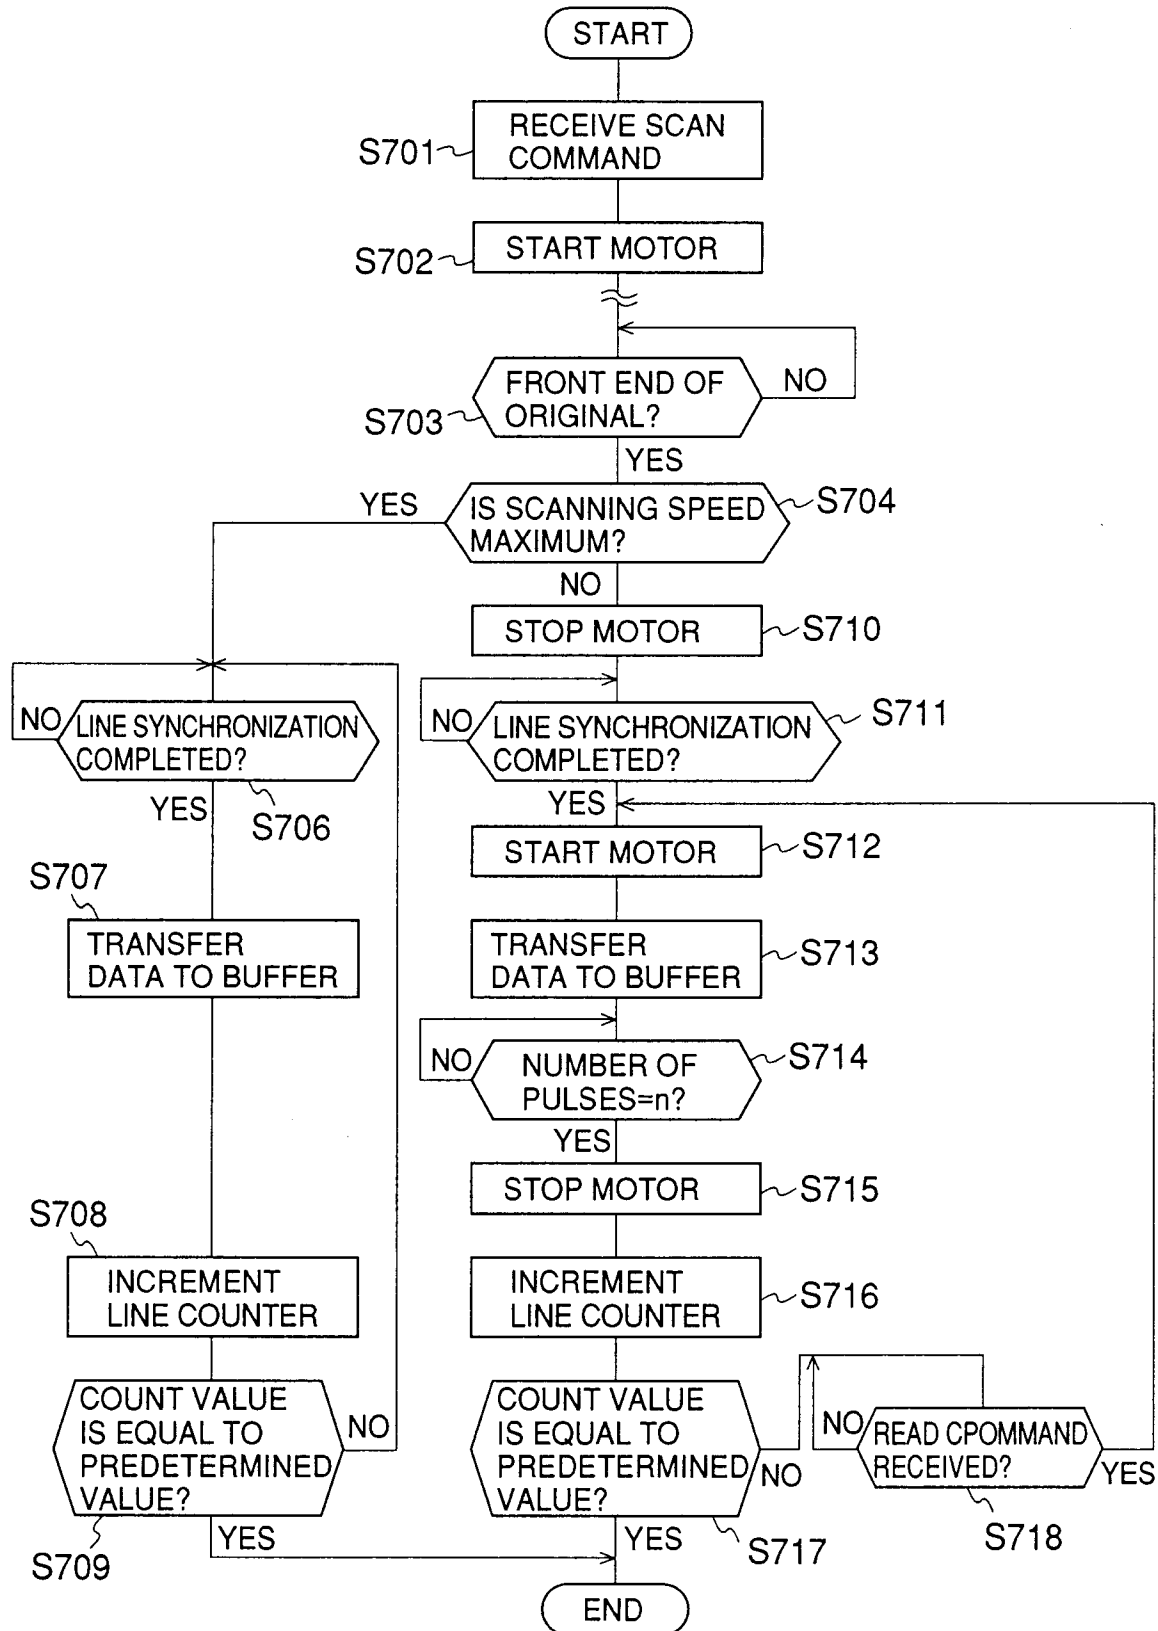 START
RECEIVE SCAN
COMMAND
S701
START MOTOR
S702
FRONT END OF
ORIGINAL?
NO
S703
YES
IS SCANNING SPEED
MAXIMUM?
S704
YES
NO
STOP MOTOR
S710
NO
LINE SYNCHRONIZATION
COMPLETED?
YES
S706
NO
LINE SYNCHRONIZATION
COMPLETED?
S711
YES
START MOTOR
S712
S707
TRANSFER
DATA TO BUFFER
TRANSFER
DATA TO BUFFER
S713
NO
NUMBER OF
PULSES=n?
S714
YES
STOP MOTOR
S715
S708
INCREMENT
LINE COUNTER
INCREMENT
LINE COUNTER
S716
COUNT VALUE
IS EQUAL TO
PREDETERMINED
VALUE?
NO
YES
S709
COUNT VALUE
IS EQUAL TO
PREDETERMINED
VALUE?
NO
YES
S717
NO
READ CPOMMAND
RECEIVED?
YES
S718
END